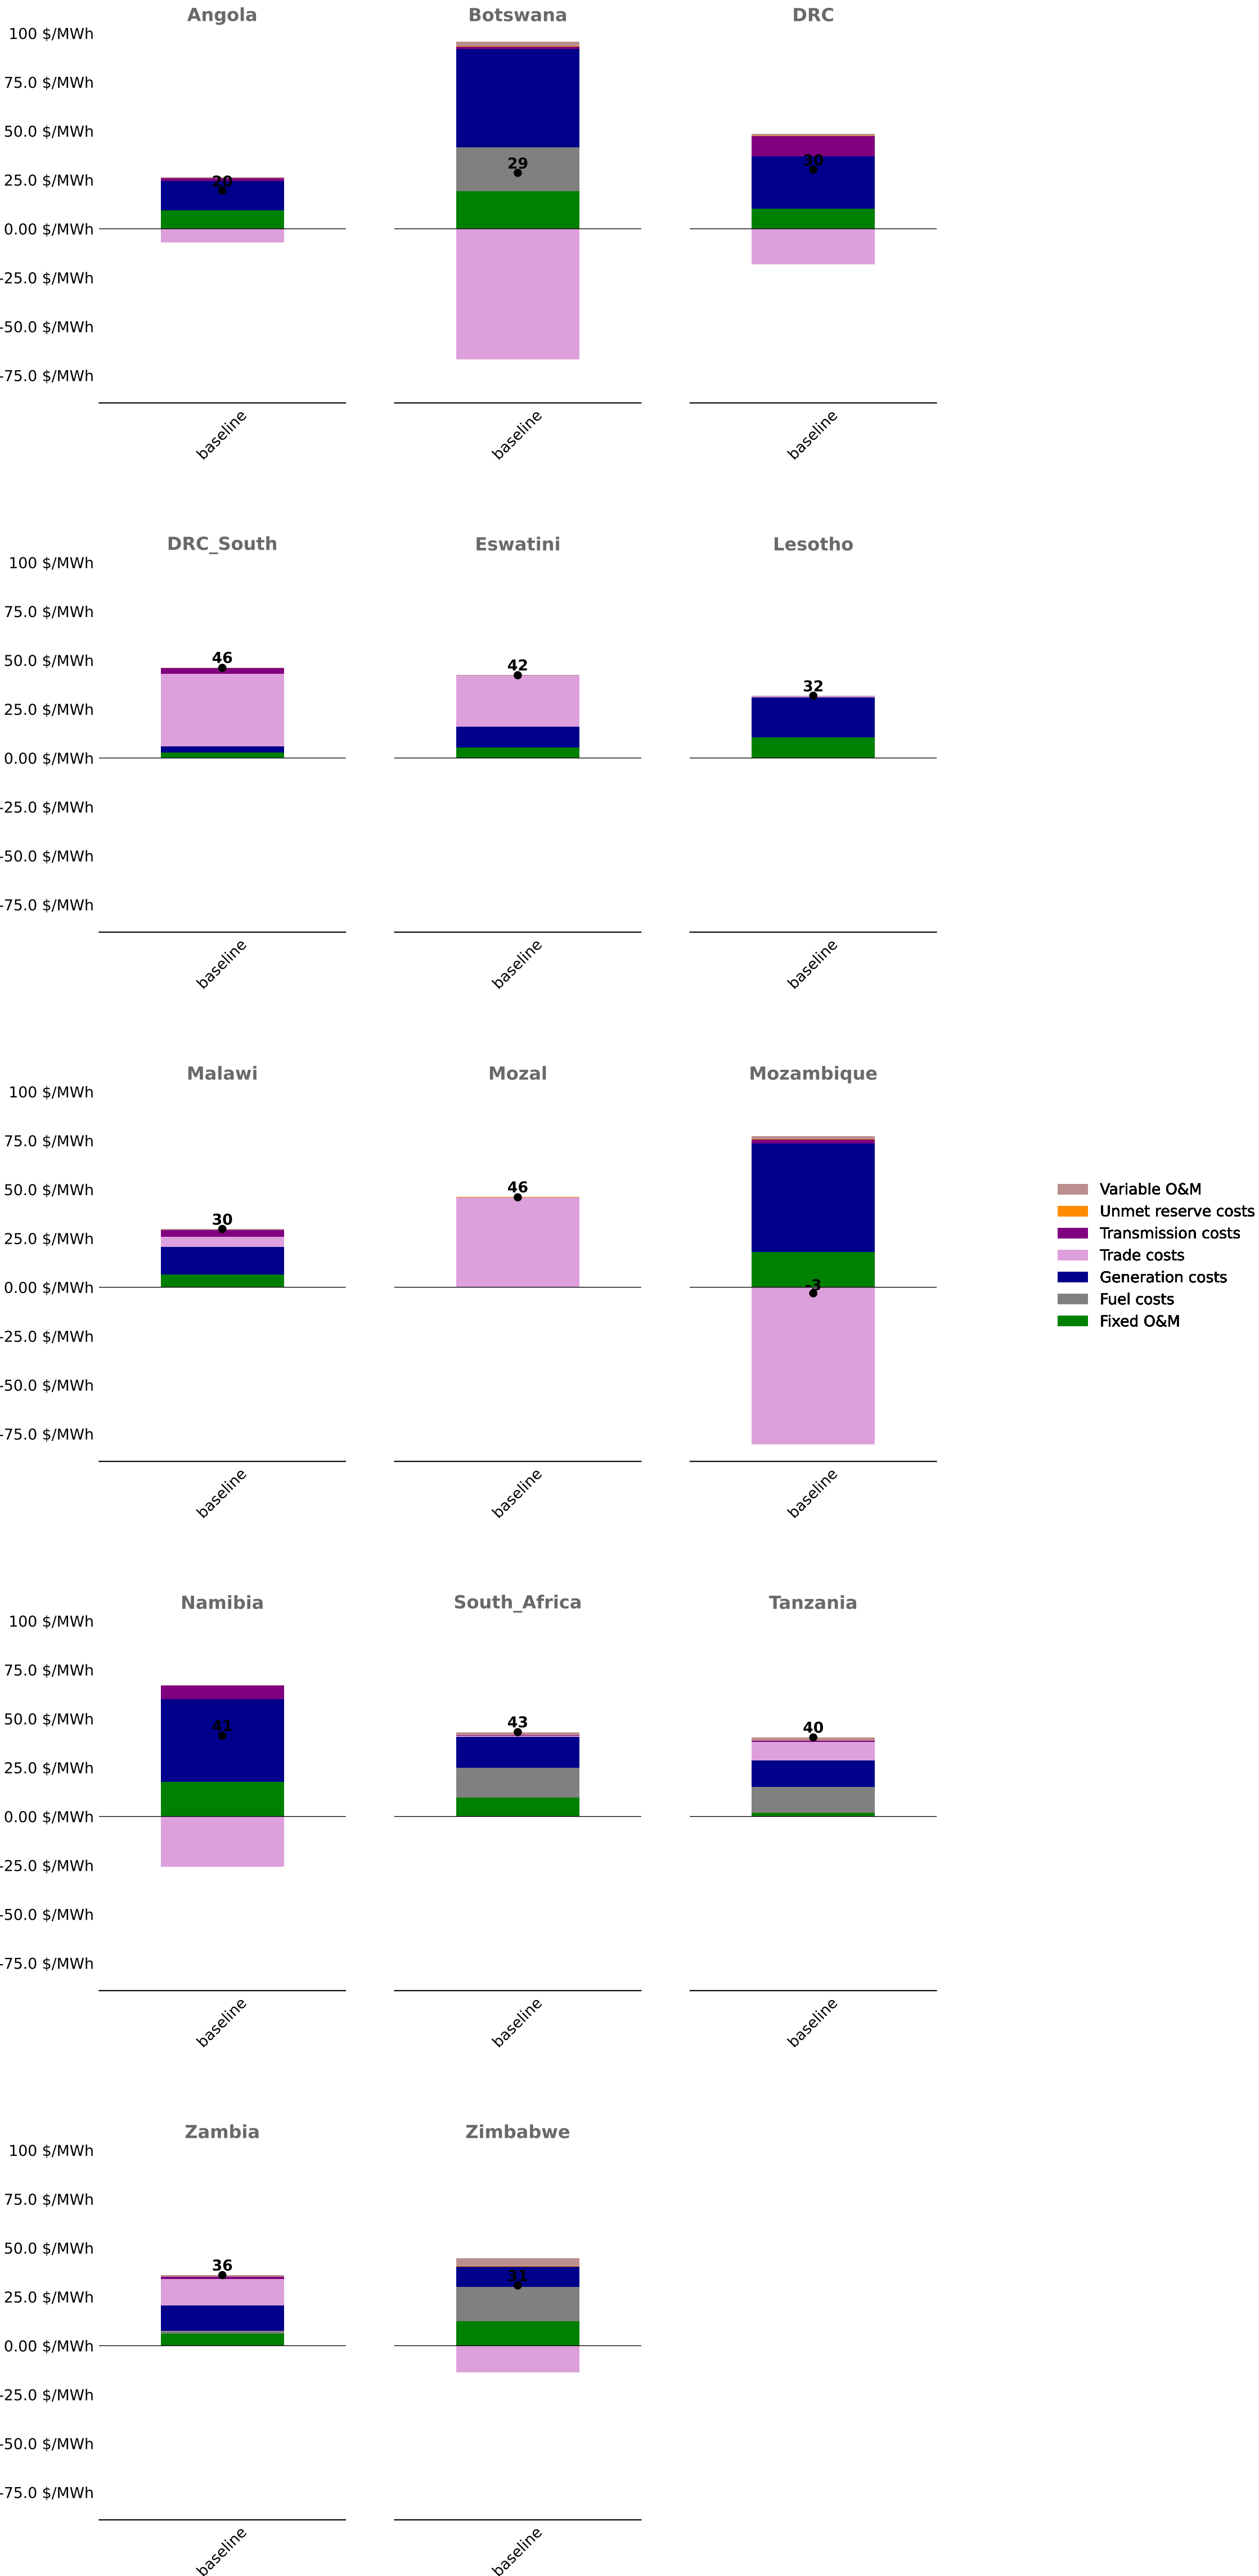 Angola Botswana DRC
100 $/MWh
75.0 $/MWh
50.0 $/MWh
25.0 $/MWh
0.00 $/MWh
-25.0 $/MWh
-50.0 $/MWh
-75.0 $/MWh
20 29 30
baseline baseline baseline
DRC_South Eswatini Lesotho
100 $/MWh
75.0 $/MWh
50.0 $/MWh
25.0 $/MWh
0.00 $/MWh
-25.0 $/MWh
-50.0 $/MWh
-75.0 $/MWh
46 42 32
baseline baseline baseline
Malawi Mozal Mozambique
100 $/MWh
75.0 $/MWh
50.0 $/MWh
25.0 $/MWh
0.00 $/MWh
-25.0 $/MWh
-50.0 $/MWh
-75.0 $/MWh
30 46 -3
baseline baseline baseline
Variable O&M
Unmet reserve costs
Transmission costs
Trade costs
Generation costs
Fuel costs
Fixed O&M
Namibia South_Africa Tanzania
100 $/MWh
75.0 $/MWh
50.0 $/MWh
25.0 $/MWh
0.00 $/MWh
-25.0 $/MWh
-50.0 $/MWh
-75.0 $/MWh
41 43 40
baseline baseline baseline
Zambia Zimbabwe
100 $/MWh
75.0 $/MWh
50.0 $/MWh
25.0 $/MWh
0.00 $/MWh
-25.0 $/MWh
-50.0 $/MWh
-75.0 $/MWh
36 31
baseline baseline